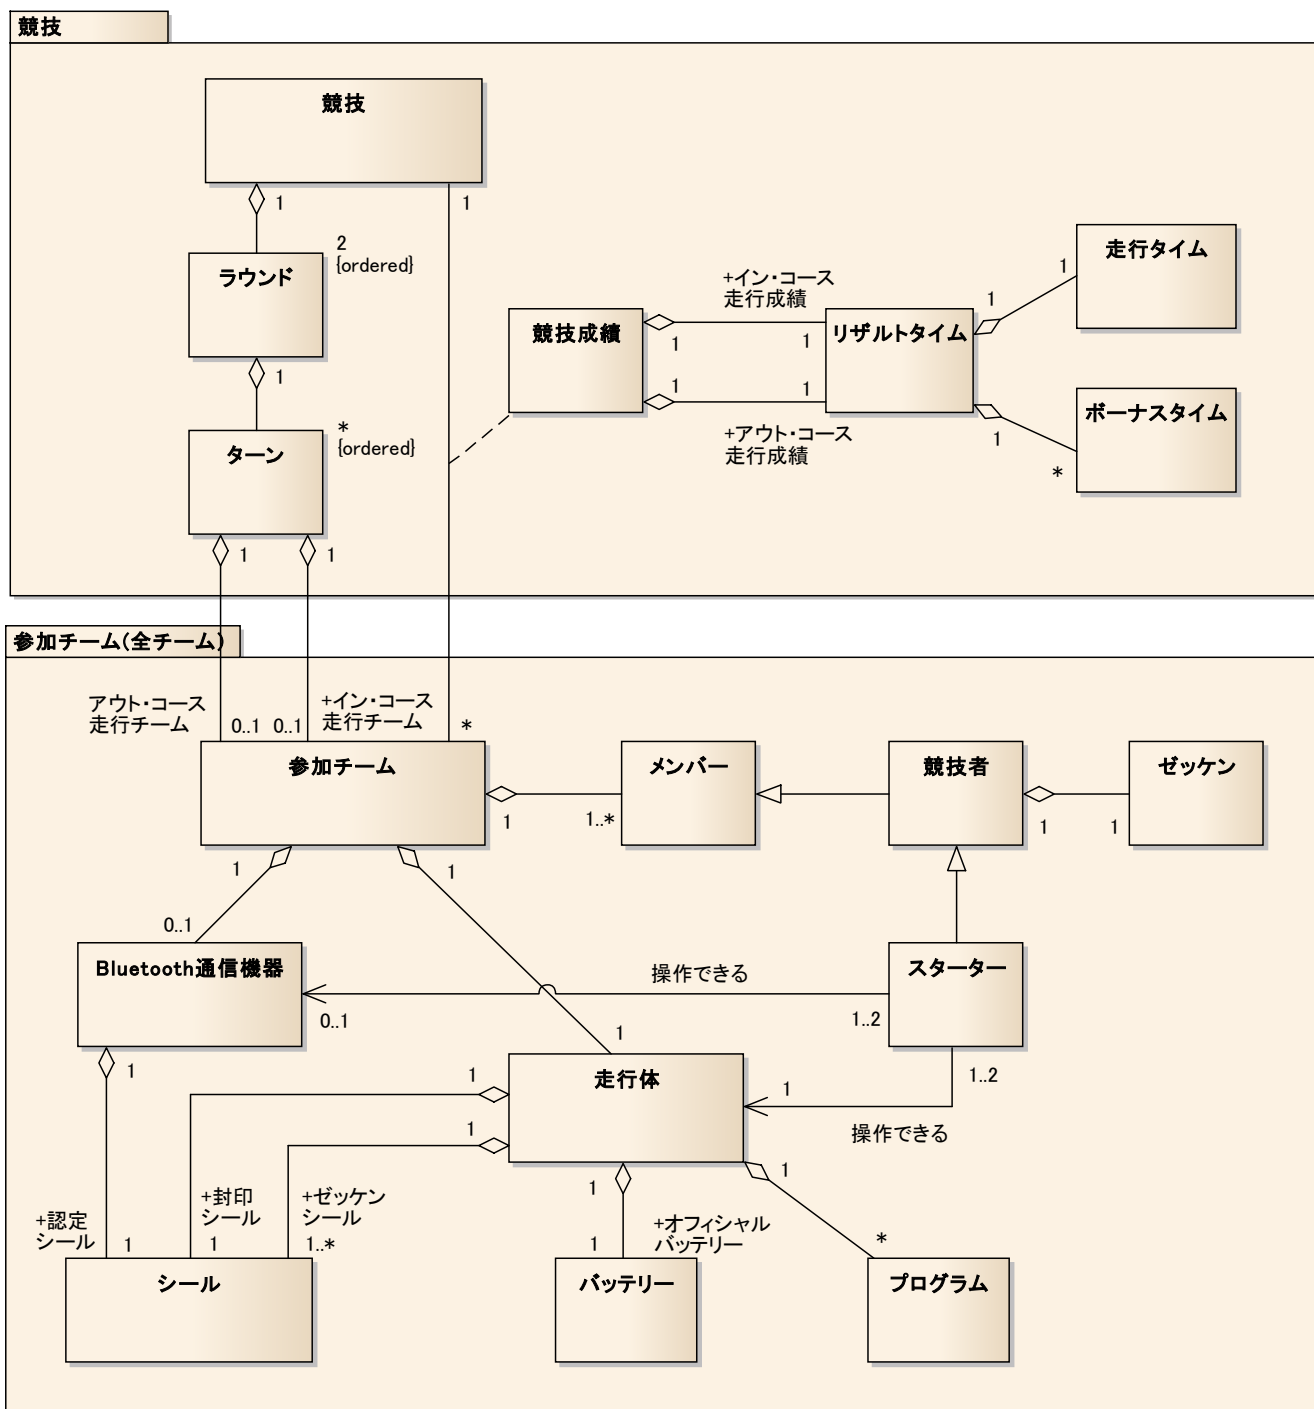 競技
競技
1
1
2
{ordered}
ラウンド
1
*
{ordered}
ターン
1
1
競技成績
+イン・コース
走行成績
1
1
1
1
+アウト・コース
走行成績
リザルトタイム
1
1
走行タイム
1
*
ボーナスタイム
参加チーム(全チーム)
アウト・コース
走行チーム
0..1
0..1
+イン・コース
走行チーム
*
参加チーム
1
1..*
メンバー
競技者
1
1
ゼッケン
1
1
0..1
Bluetooth通信機器
操作できる
0..1
1..2
スターター
1
1
1..2
1
操作できる
走行体
1
1
1
1
+認定
シール
1
+封印
シール
1
+ゼッケン
シール
1..*
1
+オフィシャル
バッテリー
*
シール
バッテリー
プログラム